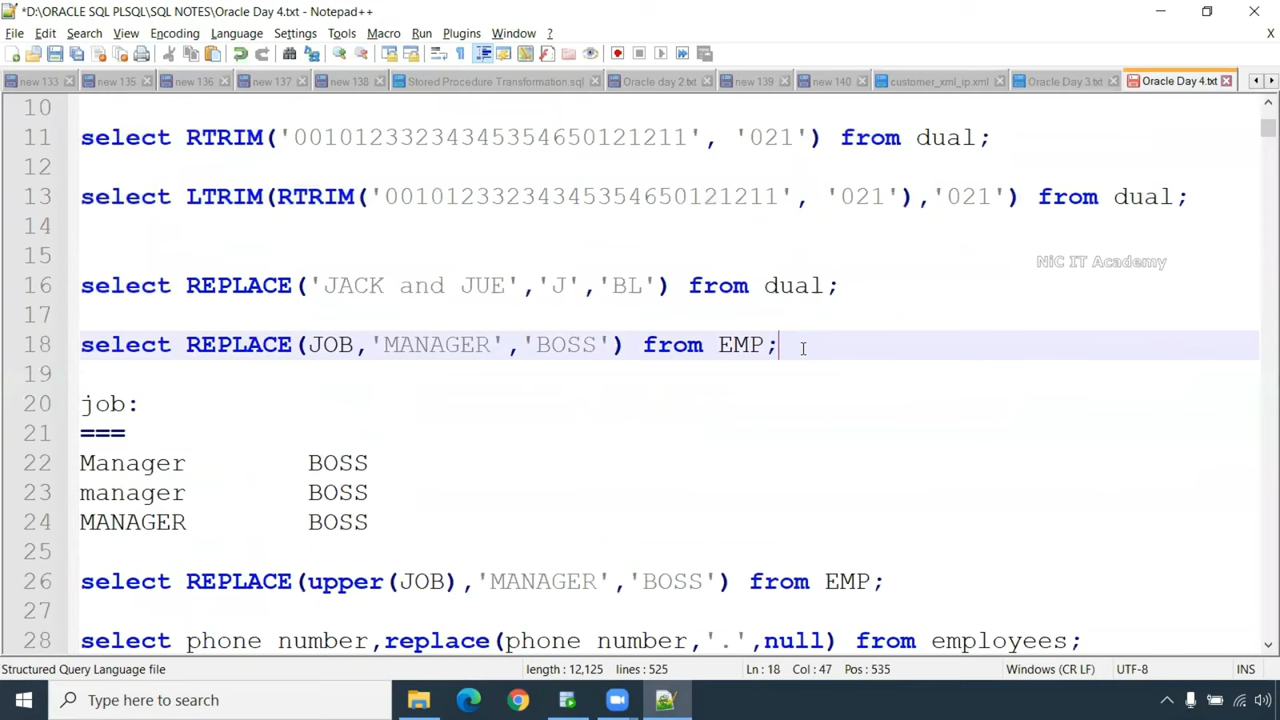 *D:\ORACLE SQL PLSQL\SQL NOTES\Oracle Day 4.txt - Notepad++
File Edit Search View Encoding Language Settings Tools Macro Run Plugins Window ? X
new 133 new 135 new 136 new 137 new 138 Stored Procedure Transformation.sql Oracle day 2.txt new 139 new 140 customer_xml_ip.xml Oracle Day 3.txt Oracle Day 4.txt
10
11 select RTRIM('00101233234345354650121211', '021') from dual;
12
13 select LTRIM(RTRIM('00101233234345354650121211', '021'),'021') from dual;
14
15
NiC IT Academy
16 select REPLACE('JACK and JUE','J','BL') from dual;
17
18 select REPLACE(JOB,'MANAGER','BOSS') from EMP;
19
20 job:
21 ===
22 Manager BOSS
23 manager BOSS
24 MANAGER BOSS
25
26 select REPLACE(upper(JOB),'MANAGER','BOSS') from EMP;
27
28 select phone number,replace(phone number,'.',null) from employees;
Structured Query Language file length : 12,125 lines : 525 Ln : 18 Col : 47 Pos : 535 Windows (CR LF) UTF-8 INS
Type here to search